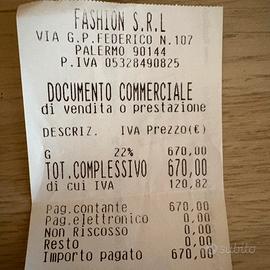 FASHION S.R.L
VIA G.P.FEDERICO N.107
PALERMO 90144
P.IVA 05328490825
DOCUMENTO COMMERCIALE
di vendita o prestazione
DESCRIZ. IVA Prezzo(€)
G 22% 670,00
TOT.COMPLESSIVO 670,00
di cui IVA 120,82
Pag.contante 670,00
Pag.elettronico 0,00
Non Riscosso 0,00
Resto 0,00
Importo pagato 670,00
subito